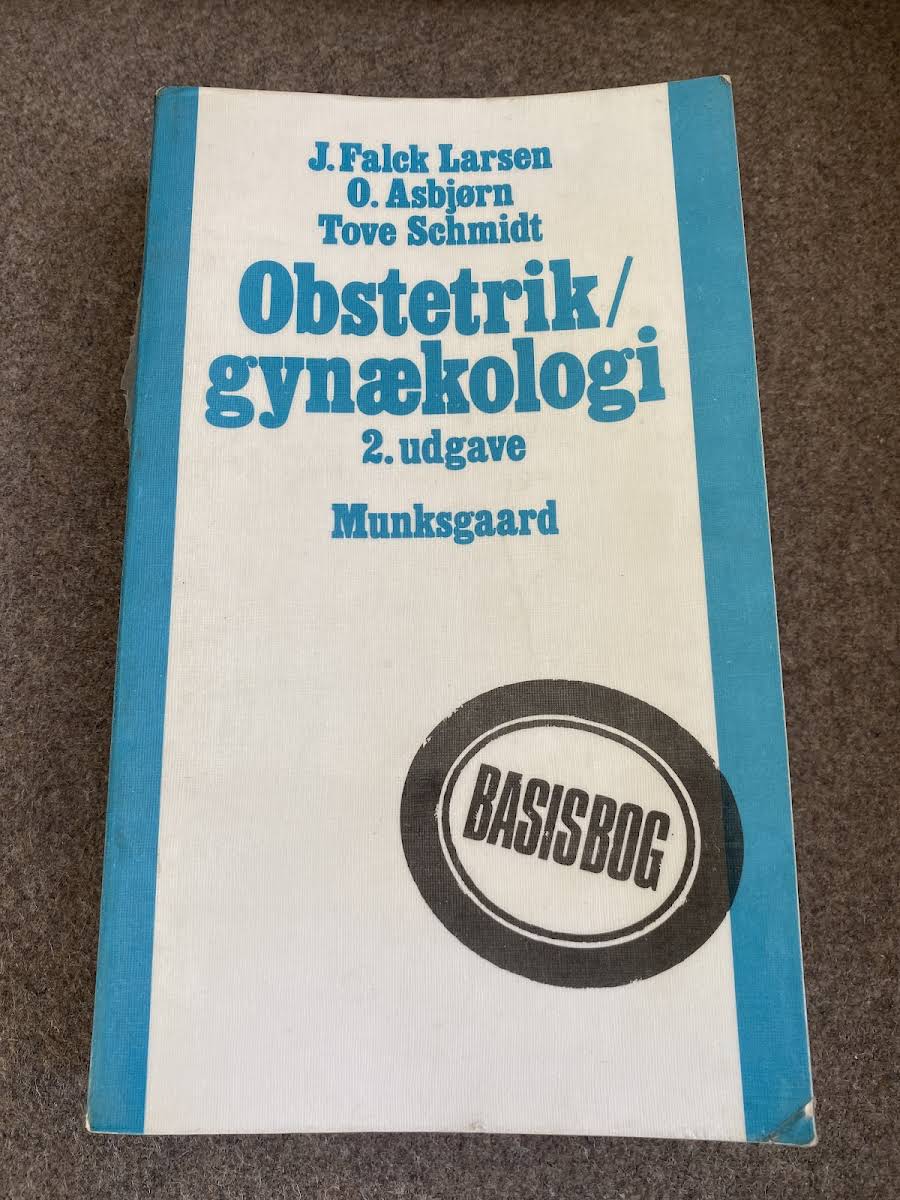 J. Falck Larsen
O. Asbjørn
Tove Schmidt
Obstetrik/
gynækologi
2. udgave
Munksgaard
BASISBOG